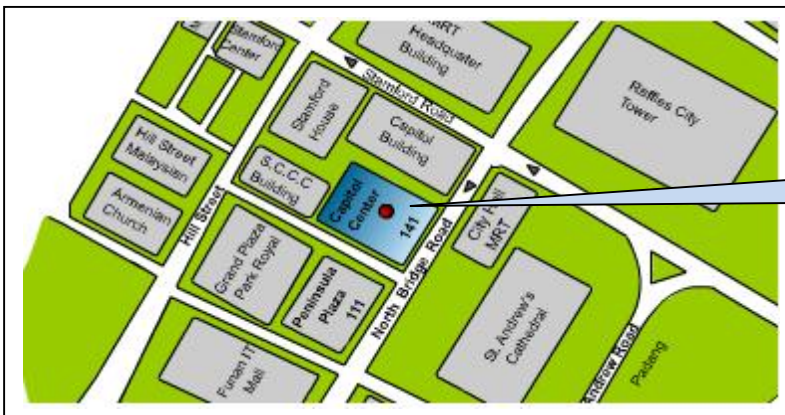 Stamford
Center
MRT
Headquater
Building
Stamford Road
Raffles City
Tower
Stamford
House
Capitol
Building
Hill Street
Malaysian
S.C.C.C
Building
Capitol
Center
141
City Hall
MRT
Armenian
Church
Hill Street
Grand Plaza
Park Royal
Peninsula
Plaza
111
North Bridge Road
St. Andrew's
Cathedral
Funan IT
Mall
Andrew Road
Padang